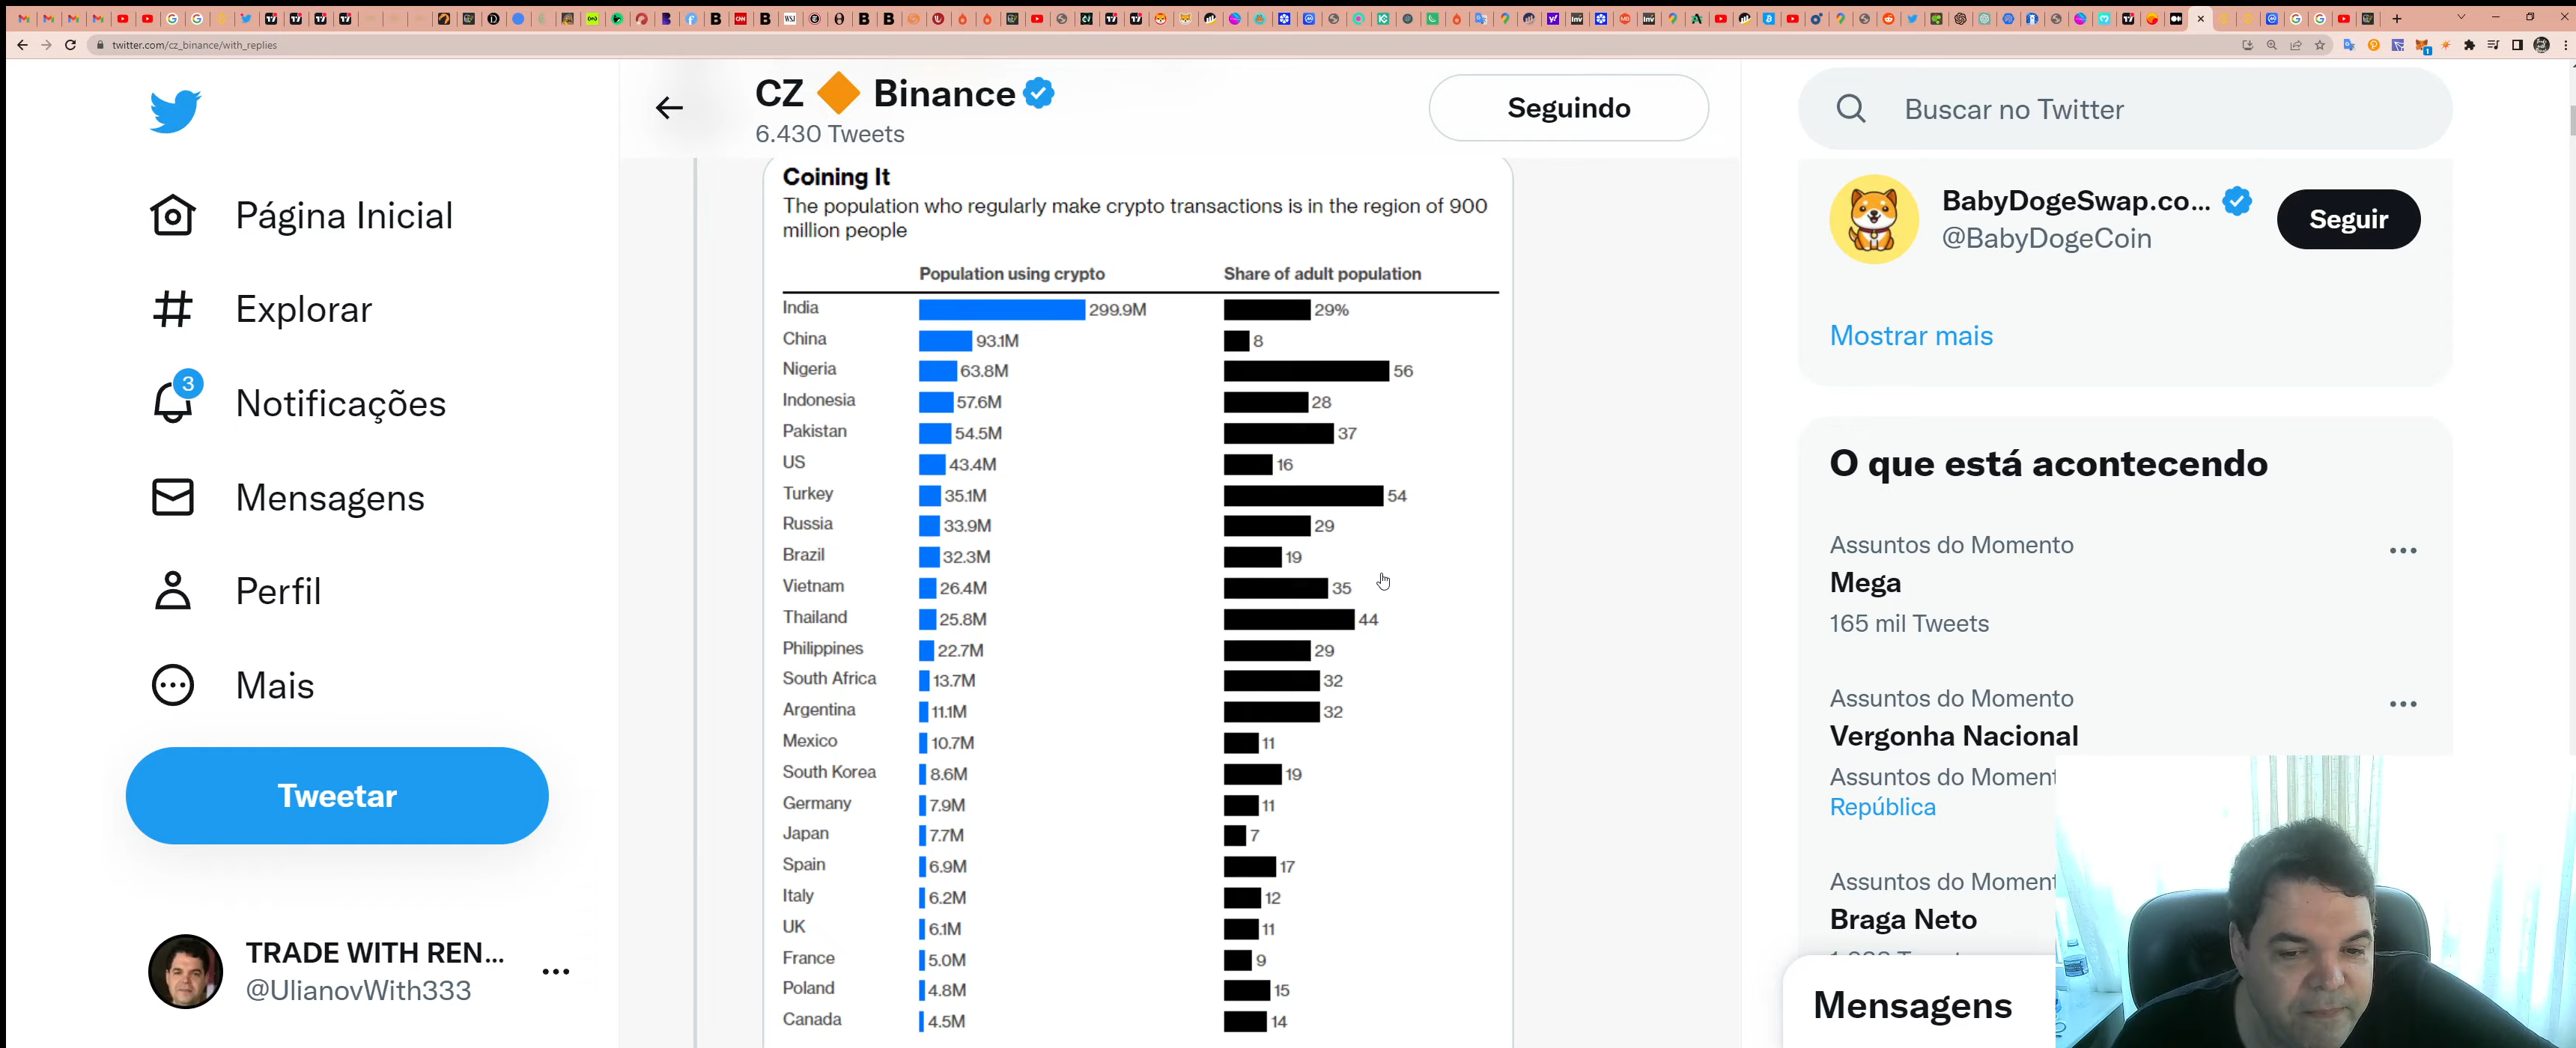 twitter.com/cz_binance/with_replies
CZ 🔶 Binance
6.430 Tweets
Seguindo
Buscar no Twitter
Página Inicial
Explorar
3
Notificações
Mensagens
Perfil
Mais
Tweetar
TRADE WITH REN...
@UlianovWith333
Coining It
The population who regularly make crypto transactions is in the region of 900
million people
Population using crypto Share of adult population
India 299.9M 29%
China 93.1M 8
Nigeria 63.8M 56
Indonesia 57.6M 28
Pakistan 54.5M 37
US 43.4M 16
Turkey 35.1M 54
Russia 33.9M 29
Brazil 32.3M 19
Vietnam 26.4M 35
Thailand 25.8M 44
Philippines 22.7M 29
South Africa 13.7M 32
Argentina 11.1M 32
Mexico 10.7M 11
South Korea 8.6M 19
Germany 7.9M 11
Japan 7.7M 7
Spain 6.9M 17
Italy 6.2M 12
UK 6.1M 11
France 5.0M 9
Poland 4.8M 15
Canada 4.5M 14
BabyDogeSwap.co...
@BabyDogeCoin
Seguir
Mostrar mais
O que está acontecendo
Assuntos do Momento
Mega
165 mil Tweets
Assuntos do Momento
Vergonha Nacional
Assuntos do Moment
República
Assuntos do Moment
Braga Neto
Mensagens